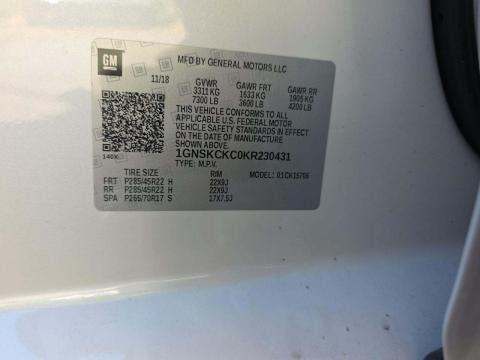 GM
MFD BY GENERAL MOTORS LLC
11/18
GVWR GAWR FRT GAWR RR
3311 KG 1633 KG 1905 KG
7300 LB 3600 LB 4200 LB
THIS VEHICLE CONFORMS TO ALL
APPLICABLE U.S. FEDERAL MOTOR
VEHICLE SAFETY STANDARDS IN
EFFECT ON THE DATE OF MANUFACTURE
SHOWN ABOVE.
1GNSKCKC0KR230431
TYPE: M.P.V.
TIRE SIZE RIM MODEL: 01CK15706
FRT P285/45R22 H 22X9J
RR P285/45R22 H 22X9J
SPA P265/70R17 S 17X7.5J